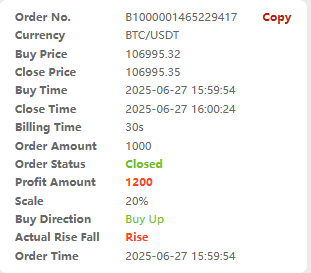 Order No. B1000001465229417 Copy
Currency BTC/USDT
Buy Price 106995.32
Close Price 106995.35
Buy Time 2025-06-27 15:59:54
Close Time 2025-06-27 16:00:24
Billing Time 30s
Order Amount 1000
Order Status Closed
Profit Amount 1200
Scale 20%
Buy Direction Buy Up
Actual Rise Fall Rise
Order Time 2025-06-27 15:59:54